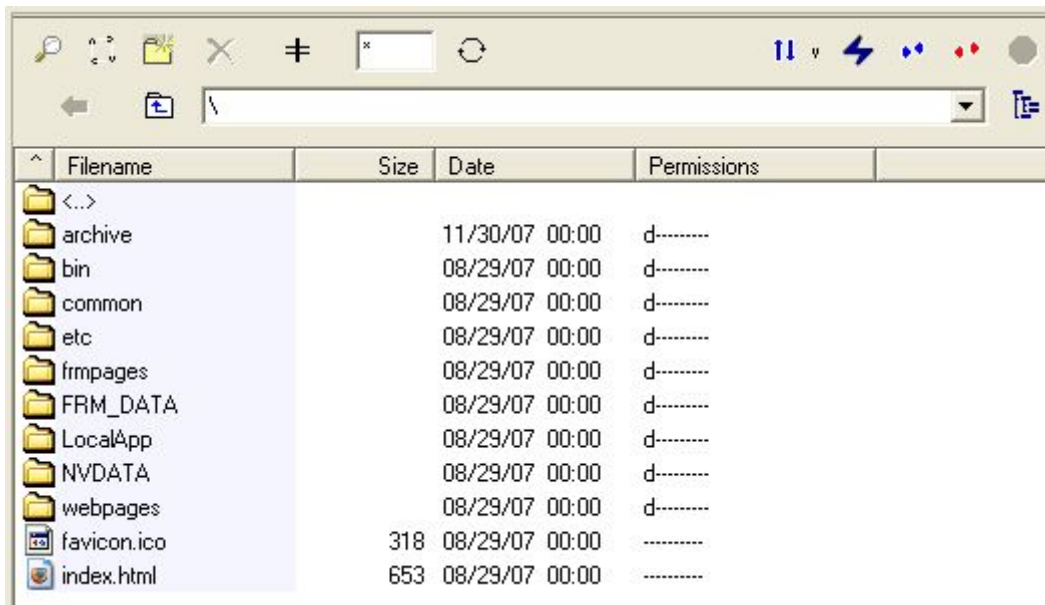 *
\
^ Filename Size Date Permissions
<..>
archive 11/30/07 00:00 d---------
bin 08/29/07 00:00 d---------
common 08/29/07 00:00 d---------
etc 08/29/07 00:00 d---------
frmpages 08/29/07 00:00 d---------
FRM_DATA 08/29/07 00:00 d---------
LocalApp 08/29/07 00:00 d---------
NVDATA 08/29/07 00:00 d---------
webpages 08/29/07 00:00 d---------
favicon.ico 318 08/29/07 00:00 ----------
index.html 653 08/29/07 00:00 ----------